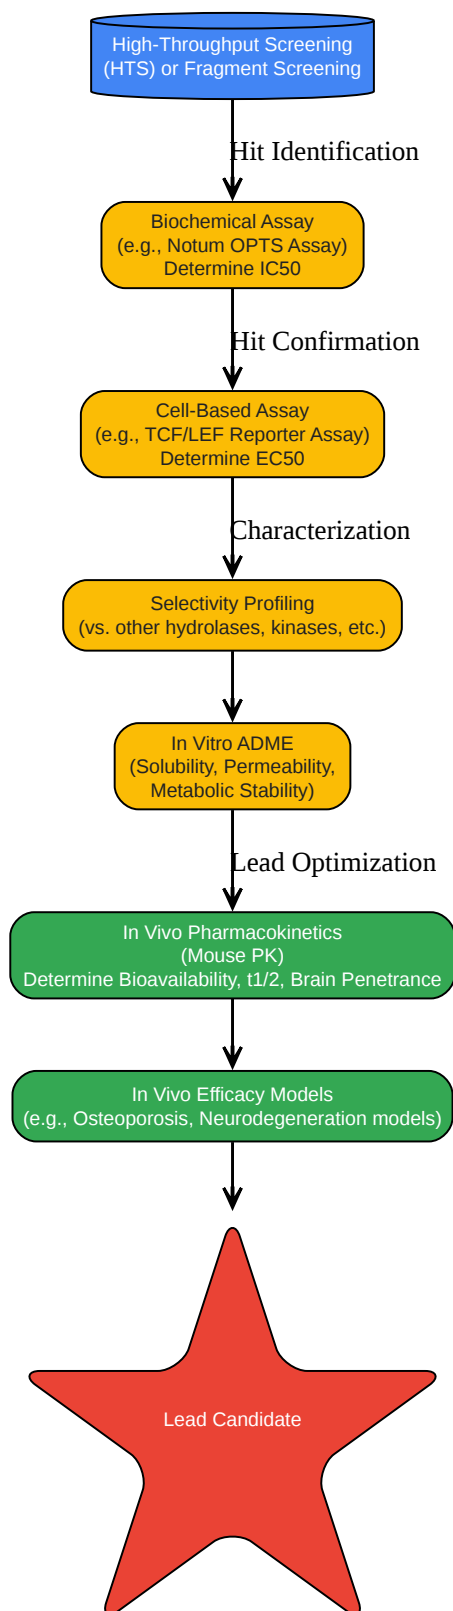 High-Throughput Screening
(HTS) or Fragment Screening
Hit Identification
Biochemical Assay
(e.g., Notum OPTS Assay)
Determine IC50
Hit Confirmation
Cell-Based Assay
(e.g., TCF/LEF Reporter Assay)
Determine EC50
Characterization
Selectivity Profiling
(vs. other hydrolases, kinases, etc.)
In Vitro ADME
(Solubility, Permeability,
Metabolic Stability)
Lead Optimization
In Vivo Pharmacokinetics
(Mouse PK)
Determine Bioavailability, t1/2, Brain Penetrance
In Vivo Efficacy Models
(e.g., Osteoporosis, Neurodegeneration models)
Lead Candidate